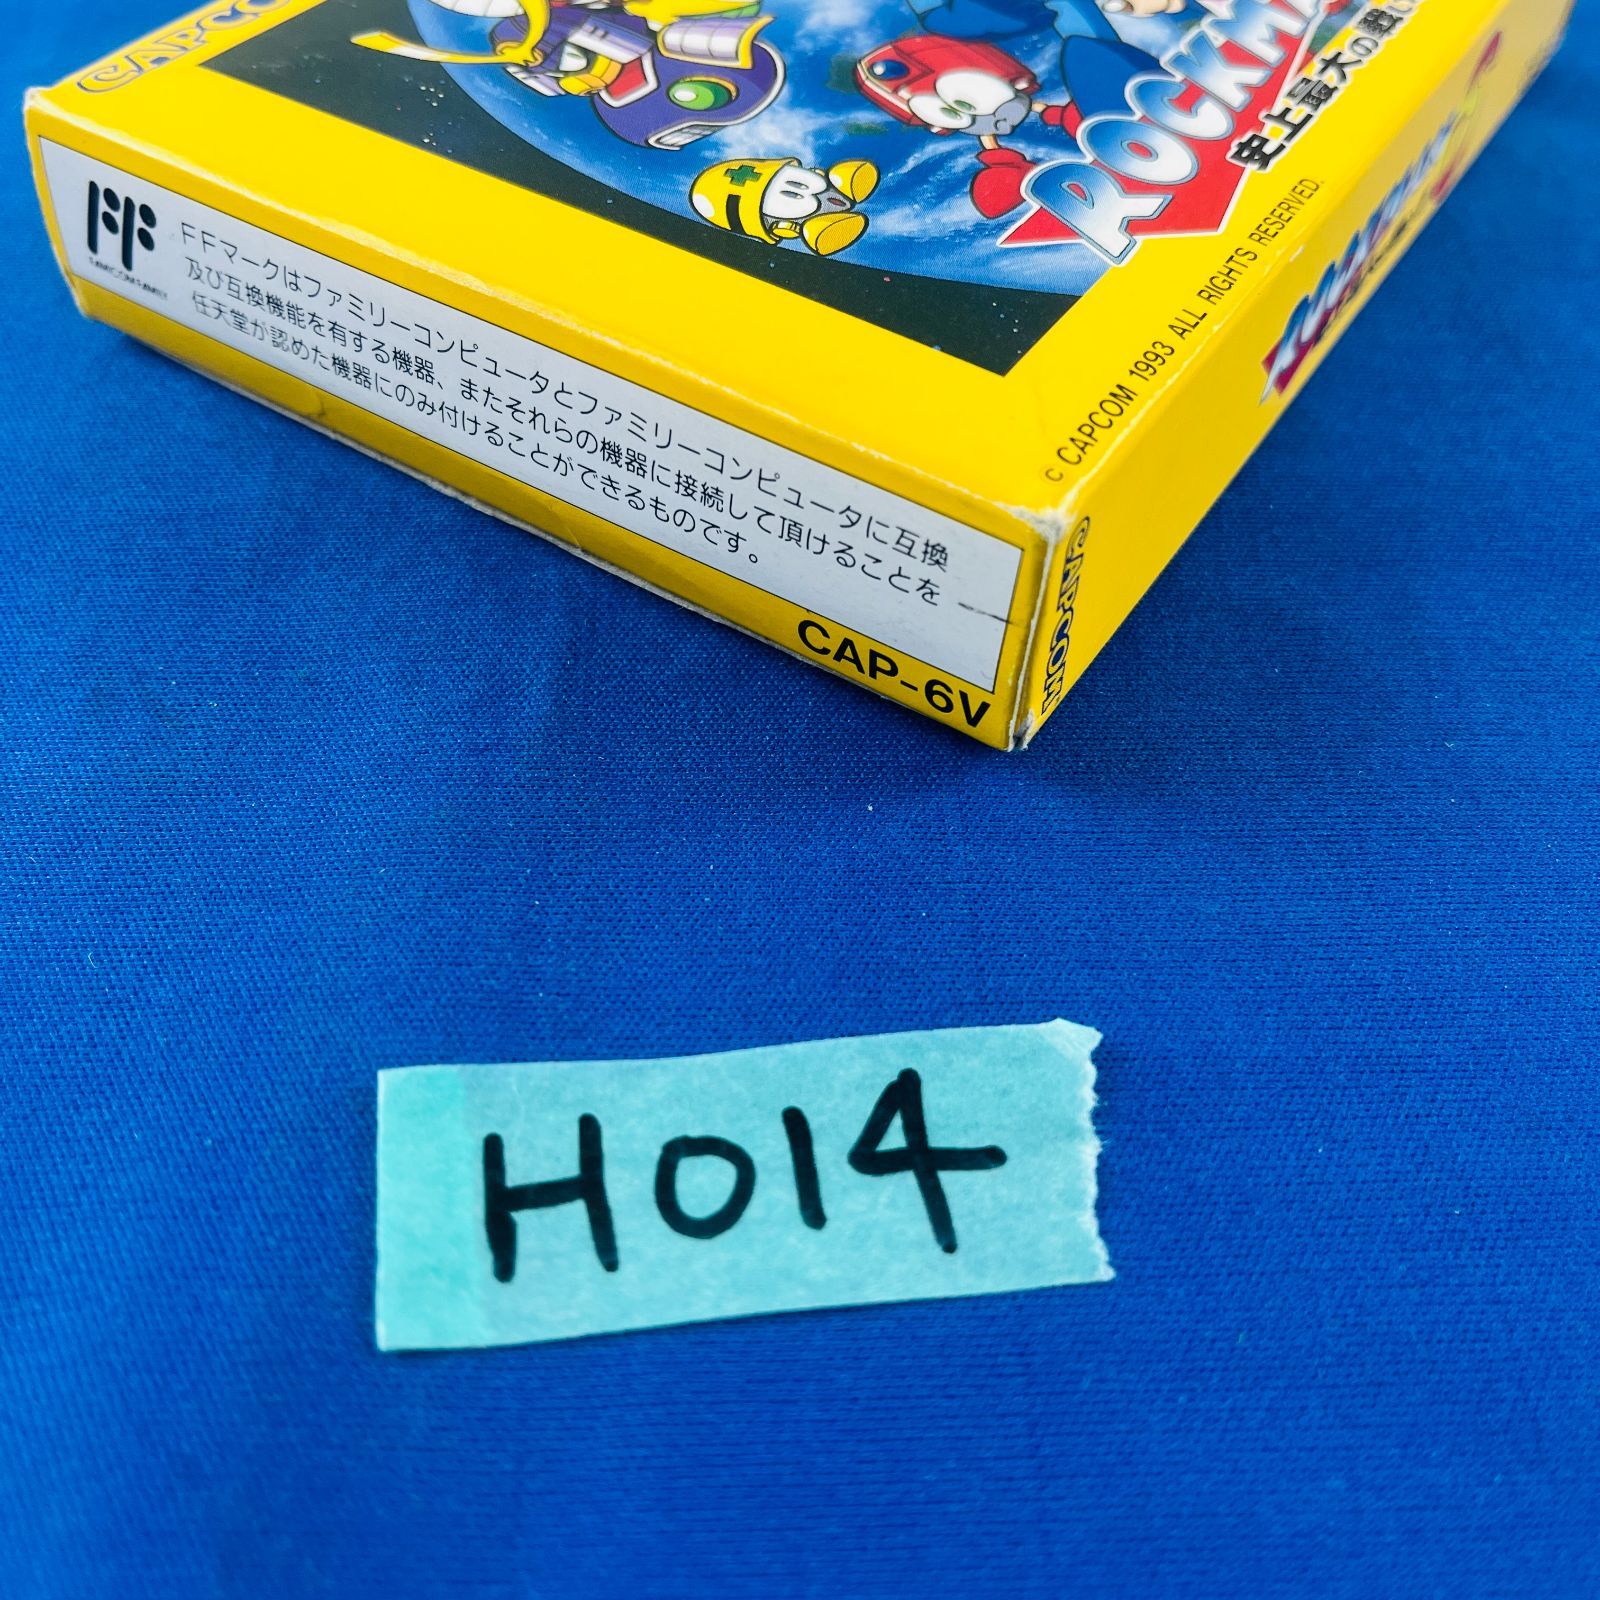 CAPCO
ROCKMA
史上最大の戦い
© CAPCOM 1993 ALL RIGHTS RESERVED.
FAMICOM FAMILY
FFマークはファミリーコンピュータとファミリーコンピュータに互換
及び互換機能を有する機器、またそれらの機器に接続して頂けることを
任天堂が認めた機器にのみ付けることができるものです。
CAP-6V
CAPCOM
H014